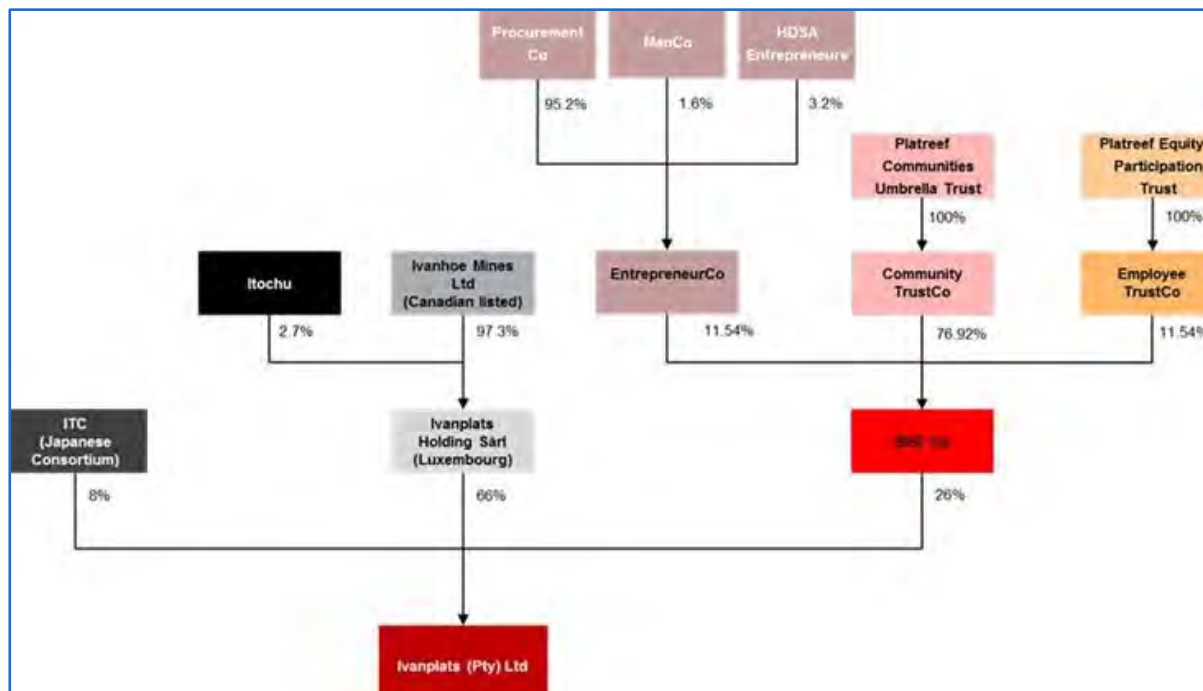 Procurement
Co
ManCo
HDSA
Entrepreneurs
95.2%
1.6%
3.2%
Platreef
Communities
Umbrella Trust
Platreef Equity
Participation
Trust
100%
100%
Itochu
Ivanhoe Mines
Ltd
(Canadian listed)
EntrepreneurCo
Community
TrustCo
Employee
TrustCo
2.7%
97.3%
11.54%
76.92%
11.54%
ITC
(Japanese
Consortium)
Ivanplats
Holding Sàrl
(Luxembourg)
8%
66%
26%
Ivanplats (Pty) Ltd